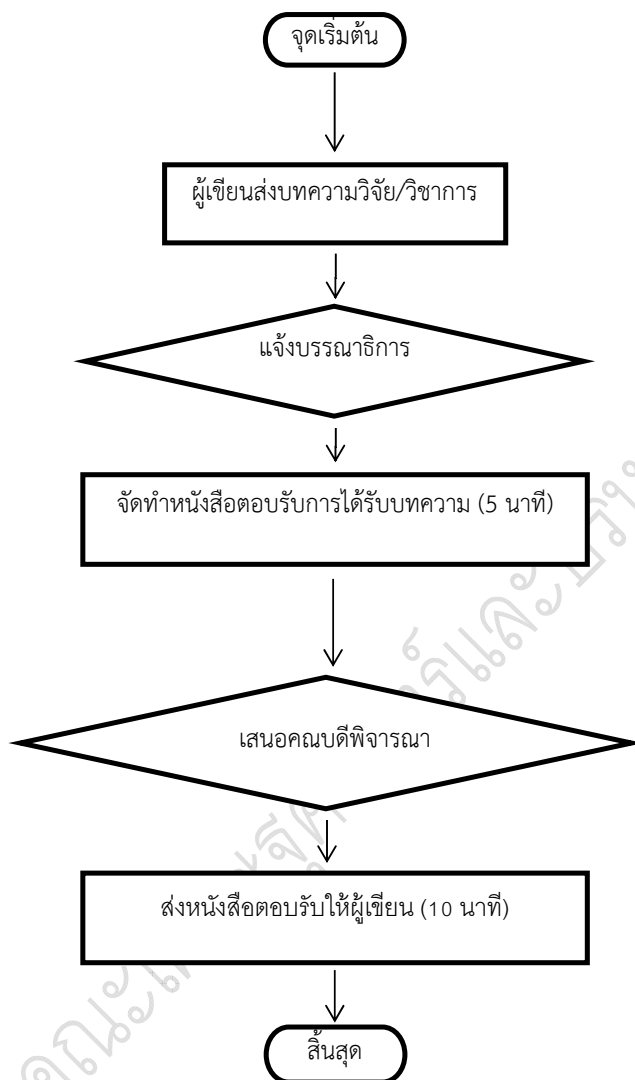 จุดเริ่มต้น
ผู้เขียนส่งบทความวิจัย/วิชาการ
แจ้งบรรณาธิการ
จัดทำหนังสือตอบรับการได้รับบทความ (5 นาที)
เสนอคณบดีพิจารณา
ส่งหนังสือตอบรับให้ผู้เขียน (10 นาที)
สิ้นสุด